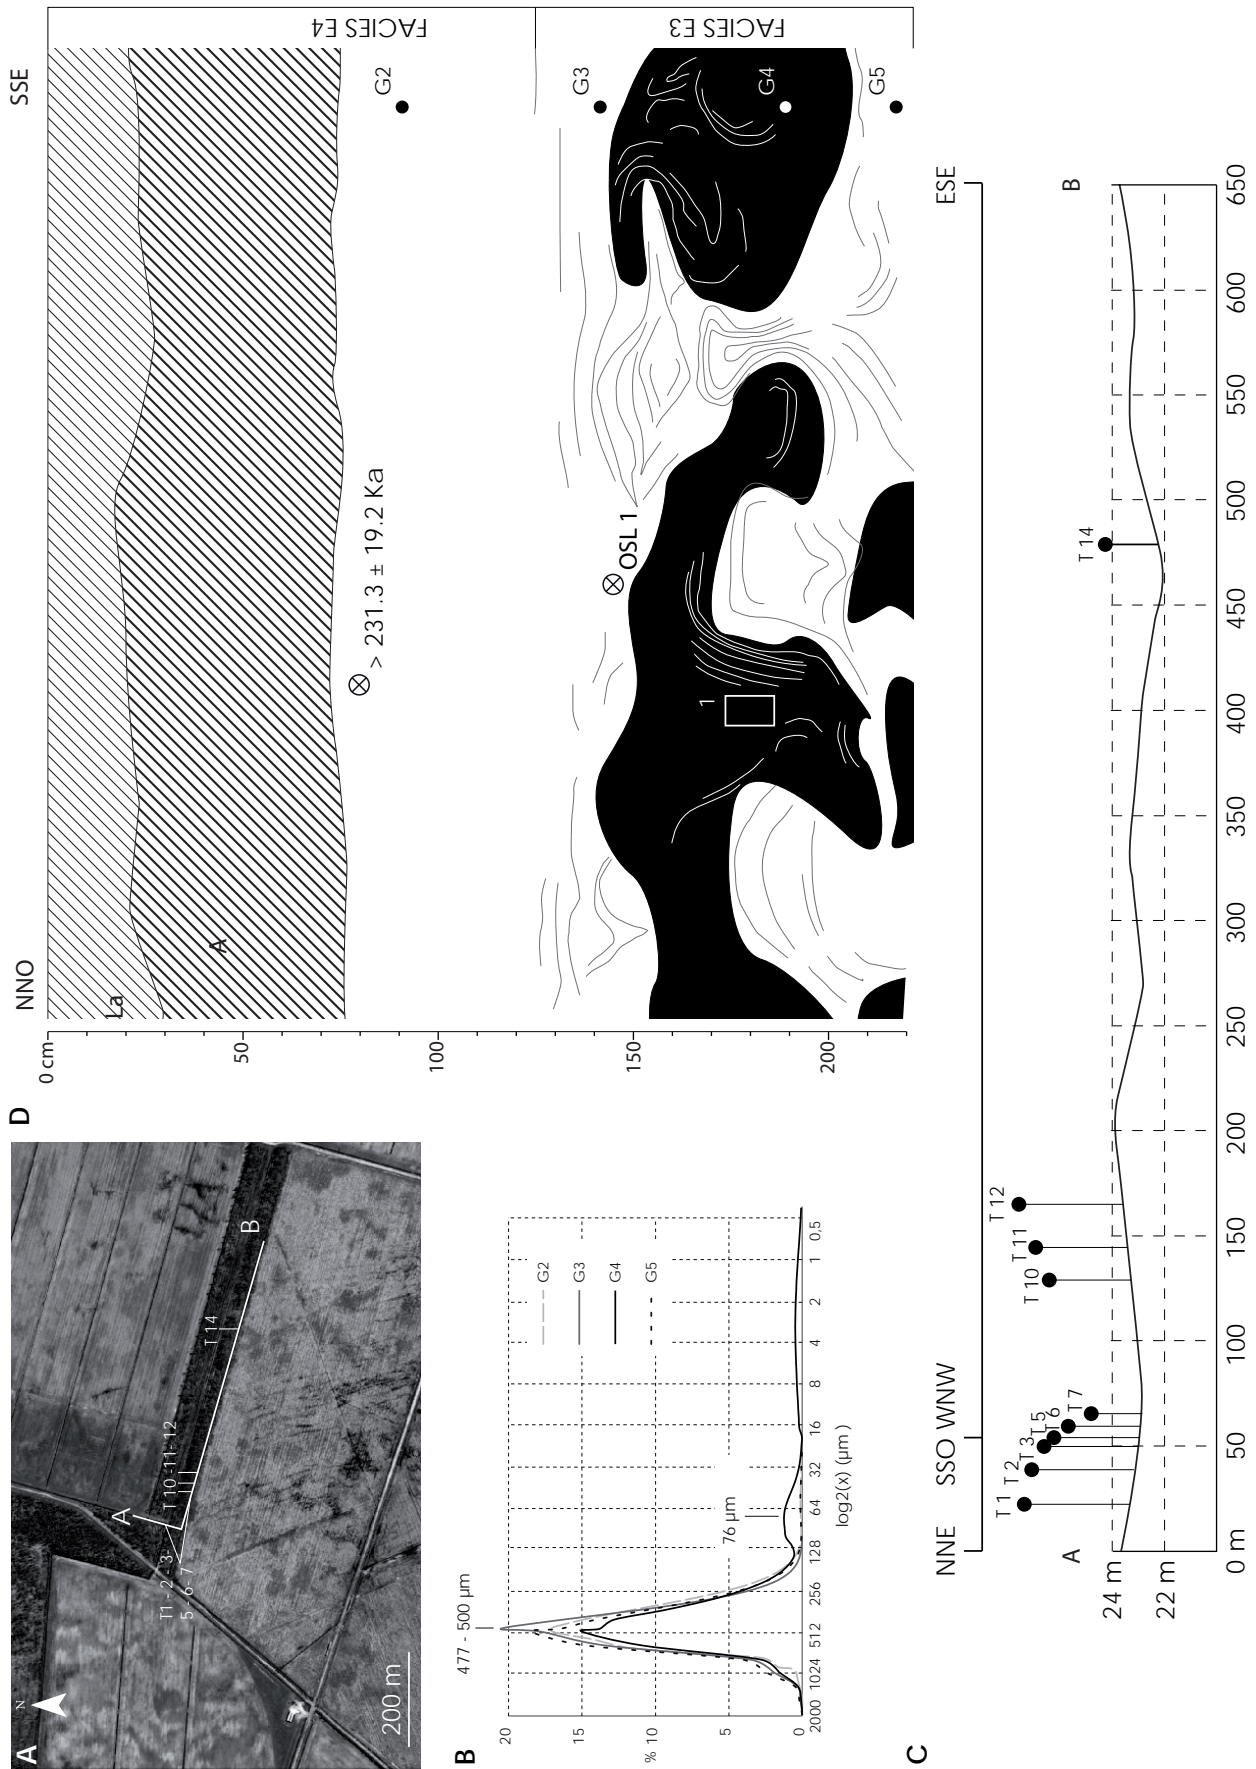 A
N
A
B
T1 - 2 - 3-
5 - 6 - 7
T 10 -11- 12
T 14
200 m
B
477 - 500 µm
76 µm
% 10
20
15
5
0
2000
1024
512
256
128
64
32
16
8
4
2
1
0,5
log2(x) (µm)
G2
G3
G4
G5
C
NNE
SSO WNW
ESE
A
B
T 1
T 2
T 3
T 5
T 6
T 7
T 10
T 11
T 12
T 14
24 m
22 m
0 m
50
100
150
200
250
300
350
400
450
500
550
600
650
D
NNO
SSE
0 cm
50
100
150
200
La
A
> 231.3 ± 19.2 Ka
OSL 1
1
G2
G3
G4
G5
FACIES E4
FACIES E3